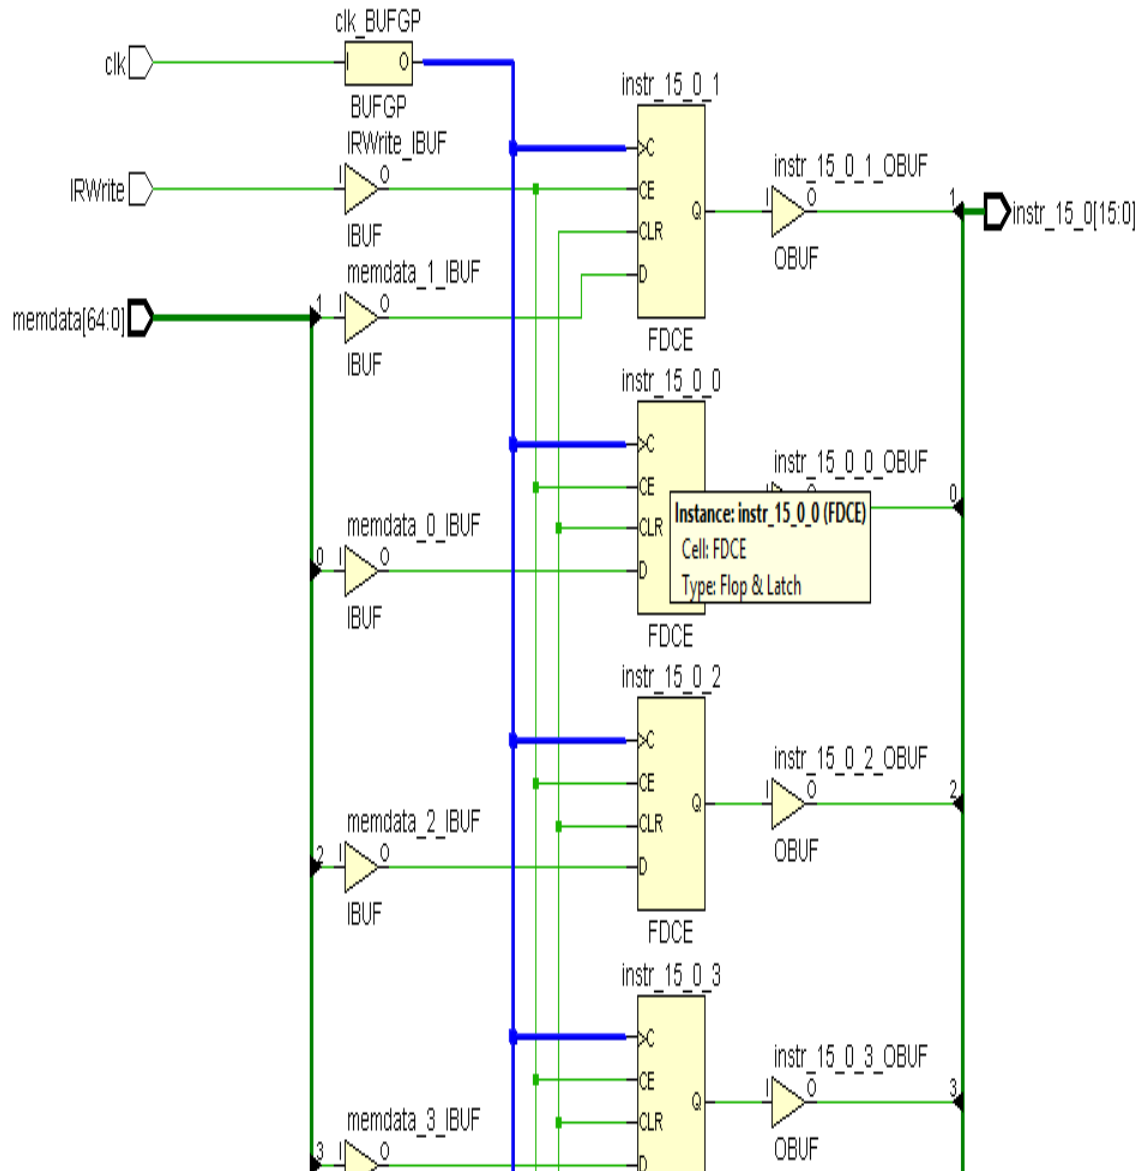 clk_BUFGP
clk
I O
BUFGP
instr_15_0_1
IRWrite_IBUF
C
IRWrite
O
CE
instr_15_0_1_OBUF
I O
Q
1
instr_15_0[15:0]
IBUF
CLR
OBUF
memdata_1_IBUF
D
memdata[64:0]
1 I O
FDCE
IBUF
instr_15_0_0
C
instr_15_0_0_OBUF
CE
0
Instance: instr_15_0_0 (FDCE)
memdata_0_IBUF
CLR
Cell: FDCE
0 I O
D
Type: Flop & Latch
IBUF
FDCE
instr_15_0_2
C
instr_15_0_2_OBUF
CE
I O
2
Q
memdata_2_IBUF
CLR
OBUF
2 I O
D
IBUF
FDCE
instr_15_0_3
C
instr_15_0_3_OBUF
CE
I O
3
Q
memdata_3_IBUF
CLR
OBUF
3 I O
D